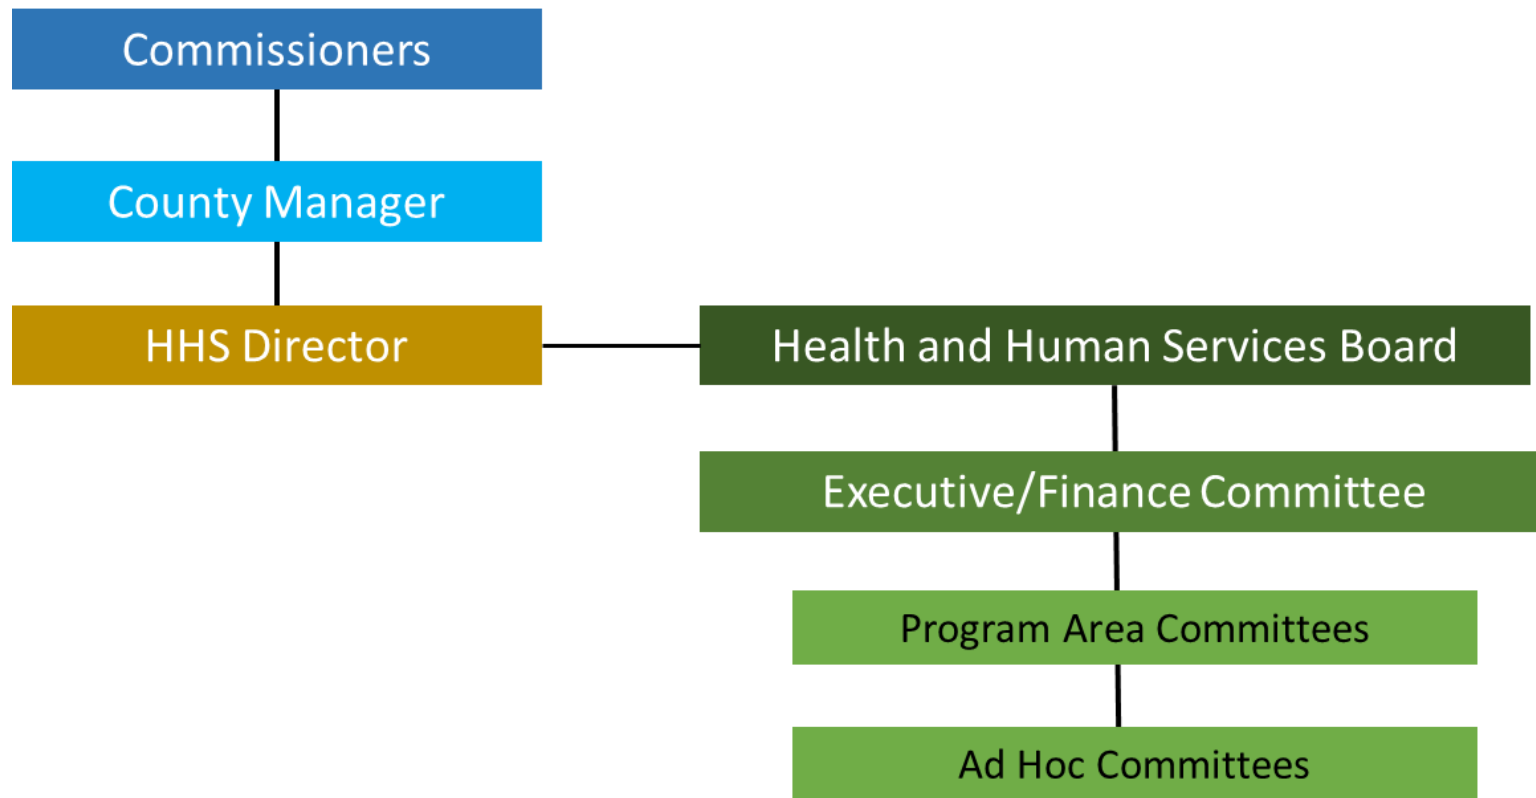 Commissioners
County Manager
HHS Director
Health and Human Services Board
Executive/Finance Committee
Program Area Committees
Ad Hoc Committees